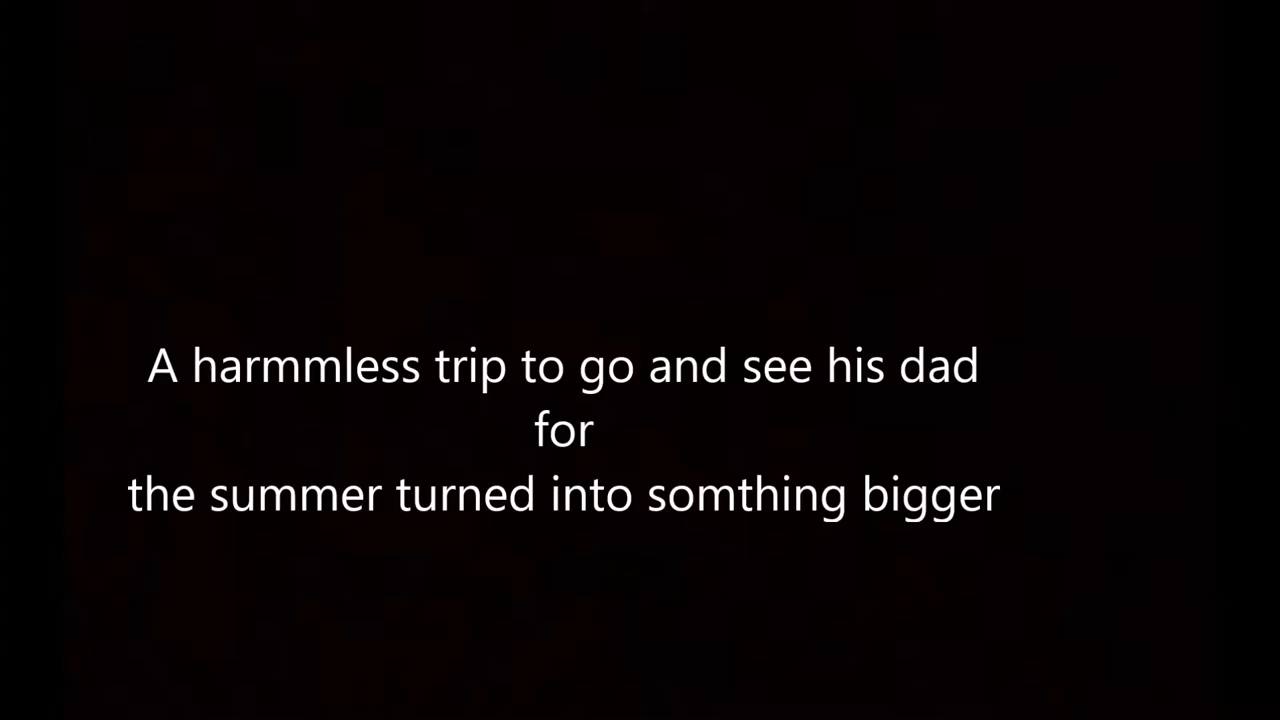 A harmmless trip to go and see his dad
for
the summer turned into somthing bigger